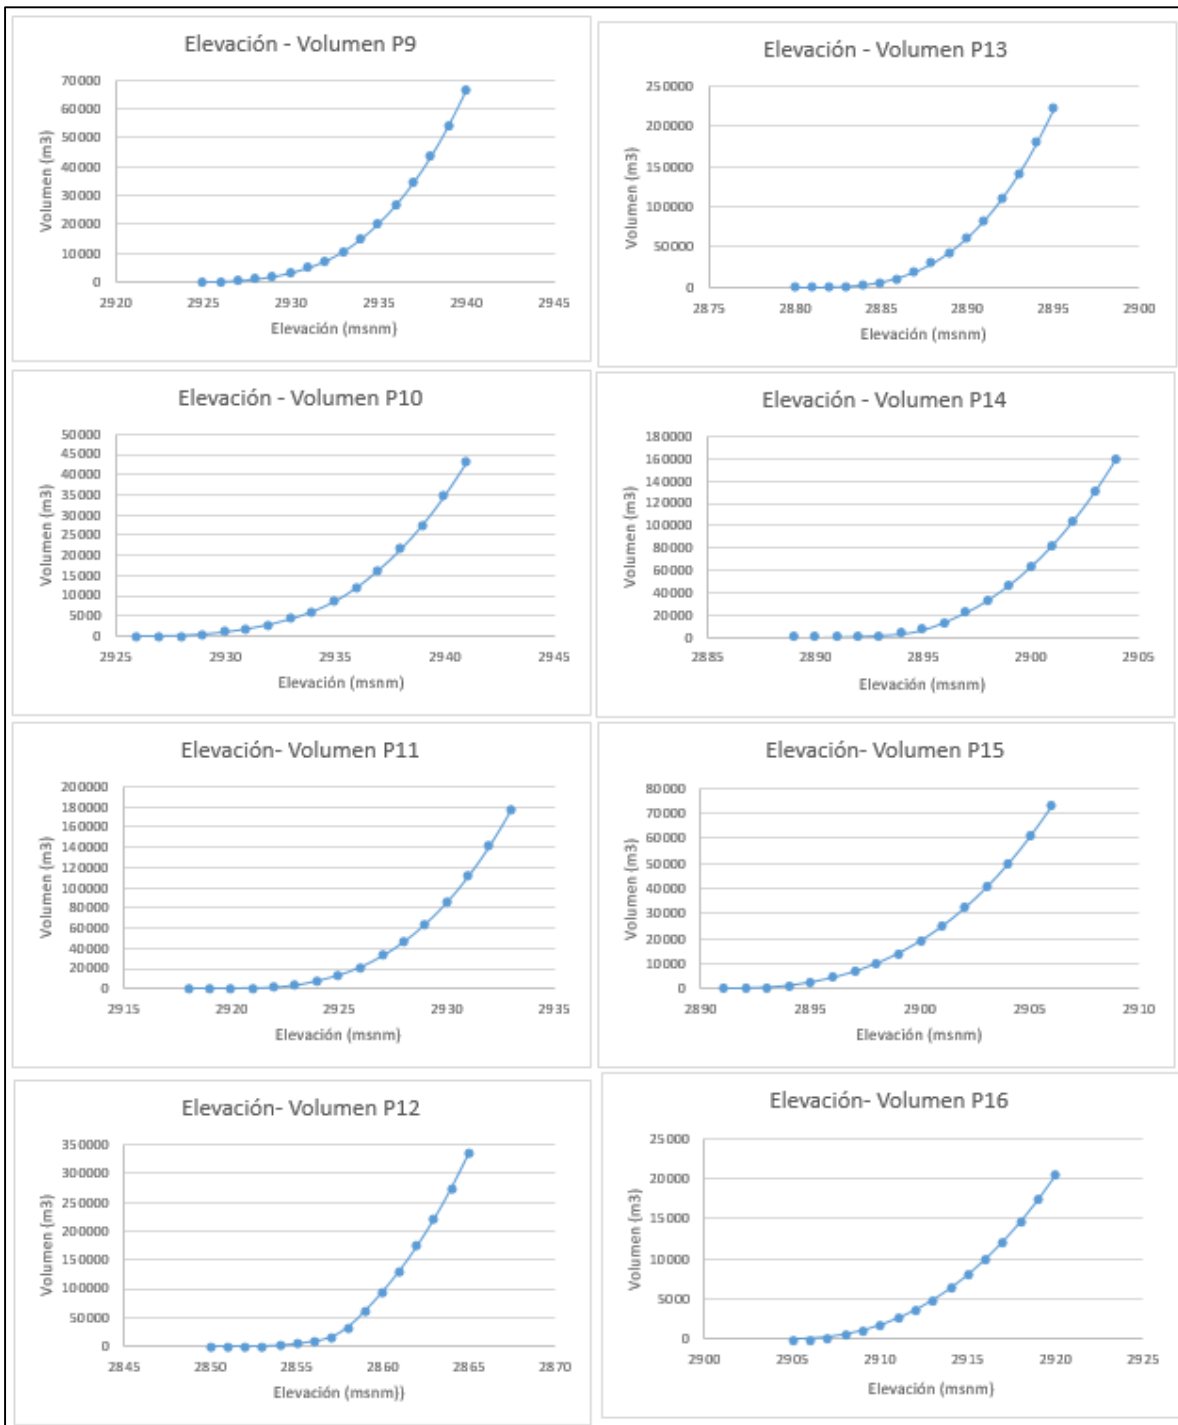 Elevación - Volumen P9
Volumen (m3)
70000
60000
50000
40000
30000
20000
10000
0
2920 2925 2930 2935 2940 2945
Elevación (msnm)
Elevación - Volumen P13
Volumen (m3)
250000
200000
150000
100000
50000
0
2875 2880 2885 2890 2895 2900
Elevación (msnm)
Elevación - Volumen P10
Volumen (m3)
50000
45000
40000
35000
30000
25000
20000
15000
10000
5000
0
2925 2930 2935 2940 2945
Elevación (msnm)
Elevación - Volumen P14
Volumen (m3)
180000
160000
140000
120000
100000
80000
60000
40000
20000
0
2885 2890 2895 2900 2905
Elevación (msnm)
Elevación- Volumen P11
Volumen (m3)
200000
180000
160000
140000
120000
100000
80000
60000
40000
20000
0
2915 2920 2925 2930 2935
Elevación (msnm)
Elevación- Volumen P15
Volumen (m3)
80000
70000
60000
50000
40000
30000
20000
10000
0
2890 2895 2900 2905 2910
Elevación (msnm)
Elevación- Volumen P12
Volumen (m3)
350000
300000
250000
200000
150000
100000
50000
0
2845 2850 2855 2860 2865 2870
Elevación (msnm))
Elevación- Volumen P16
Volumen (m3)
25000
20000
15000
10000
5000
0
2900 2905 2910 2915 2920 2925
Elevación (msnm)